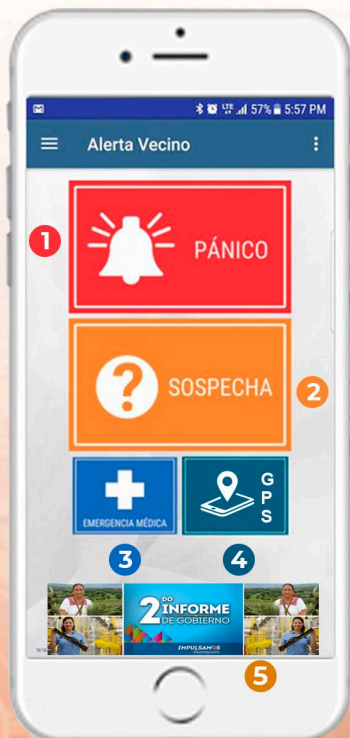 57% 5:57 PM
Alerta Vecino
1
PÁNICO
SOSPECHA
2
EMERGENCIA MÉDICA
GPS
3
4
2DO INFORME
DE GOBIERNO
IMPULSAMOS
5